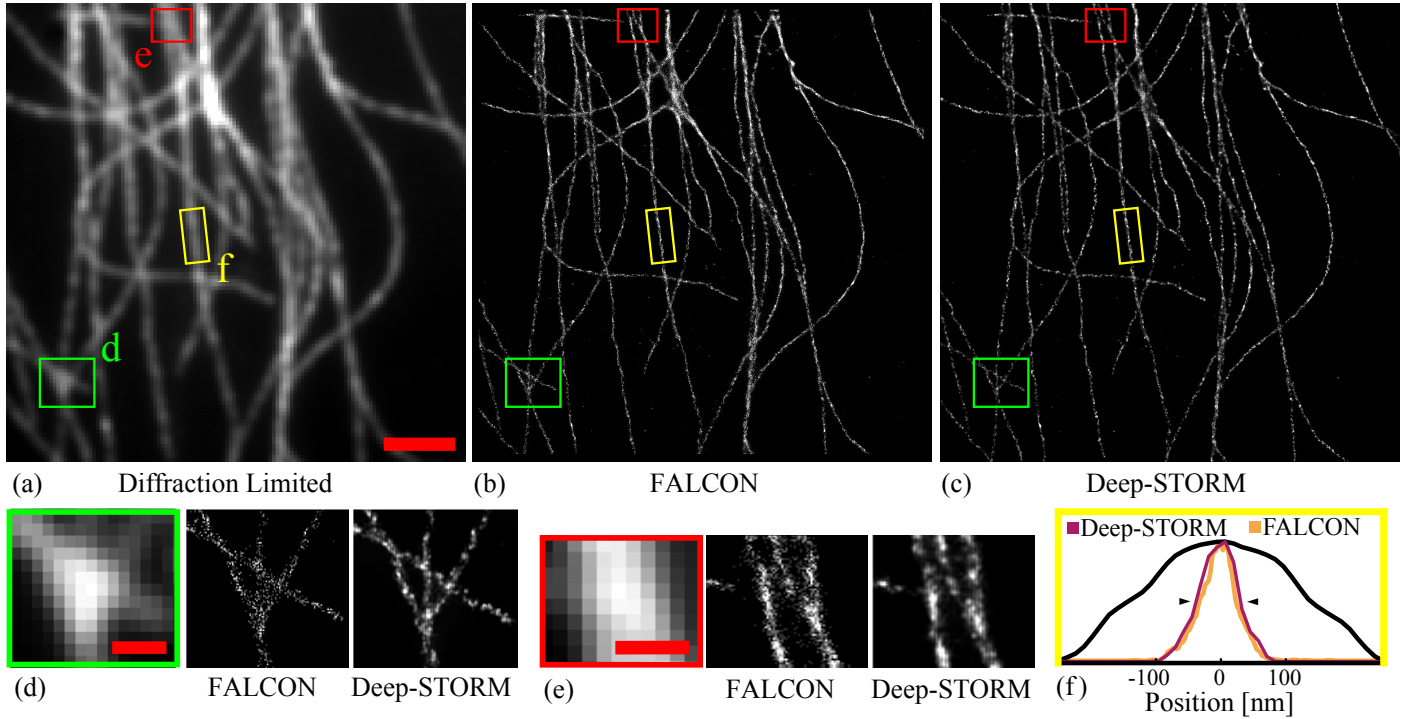 e
f
d
(a) Diffraction Limited
(b) FALCON
(c) Deep-STORM
(d) FALCON Deep-STORM
(e) FALCON Deep-STORM
Deep-STORM FALCON
-100 0 100
(f) Position [nm]